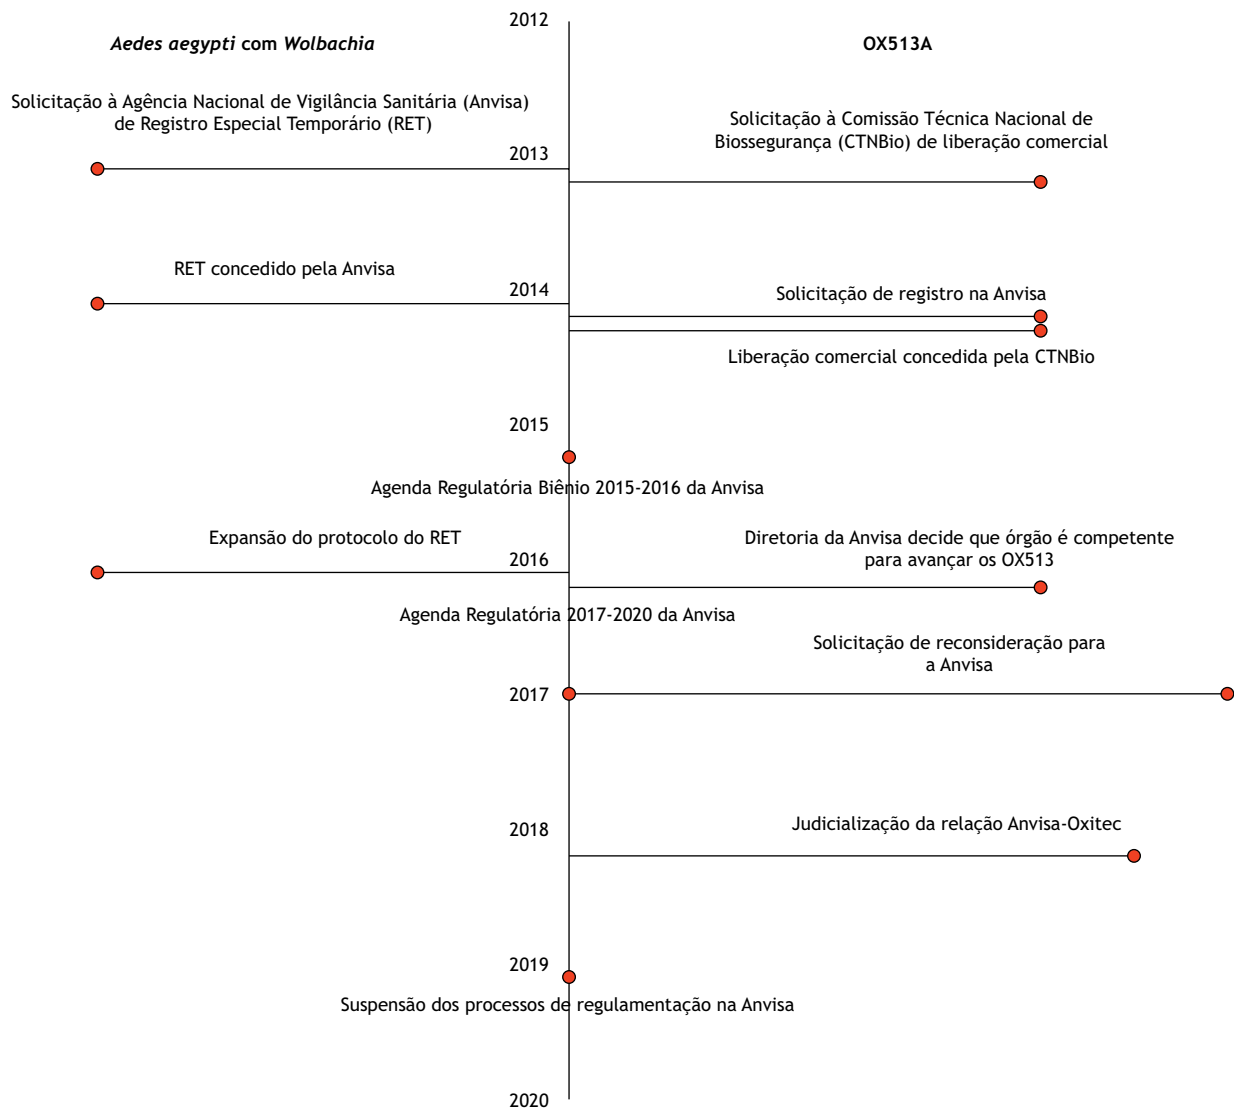 2012
Aedes aegypti com Wolbachia
OX513A
Solicitação à Agência Nacional de Vigilância Sanitária (Anvisa)
de Registro Especial Temporário (RET)
Solicitação à Comissão Técnica Nacional de
Biossegurança (CTNBio) de liberação comercial
2013
RET concedido pela Anvisa
2014
Solicitação de registro na Anvisa
Liberação comercial concedida pela CTNBio
2015
Agenda Regulatória Biênio 2015-2016 da Anvisa
Expansão do protocolo do RET
Diretoria da Anvisa decide que órgão é competente
para avançar os OX513
2016
Agenda Regulatória 2017-2020 da Anvisa
Solicitação de reconsideração para
a Anvisa
2017
Judicialização da relação Anvisa-Oxitec
2018
2019
Suspensão dos processos de regulamentação na Anvisa
2020